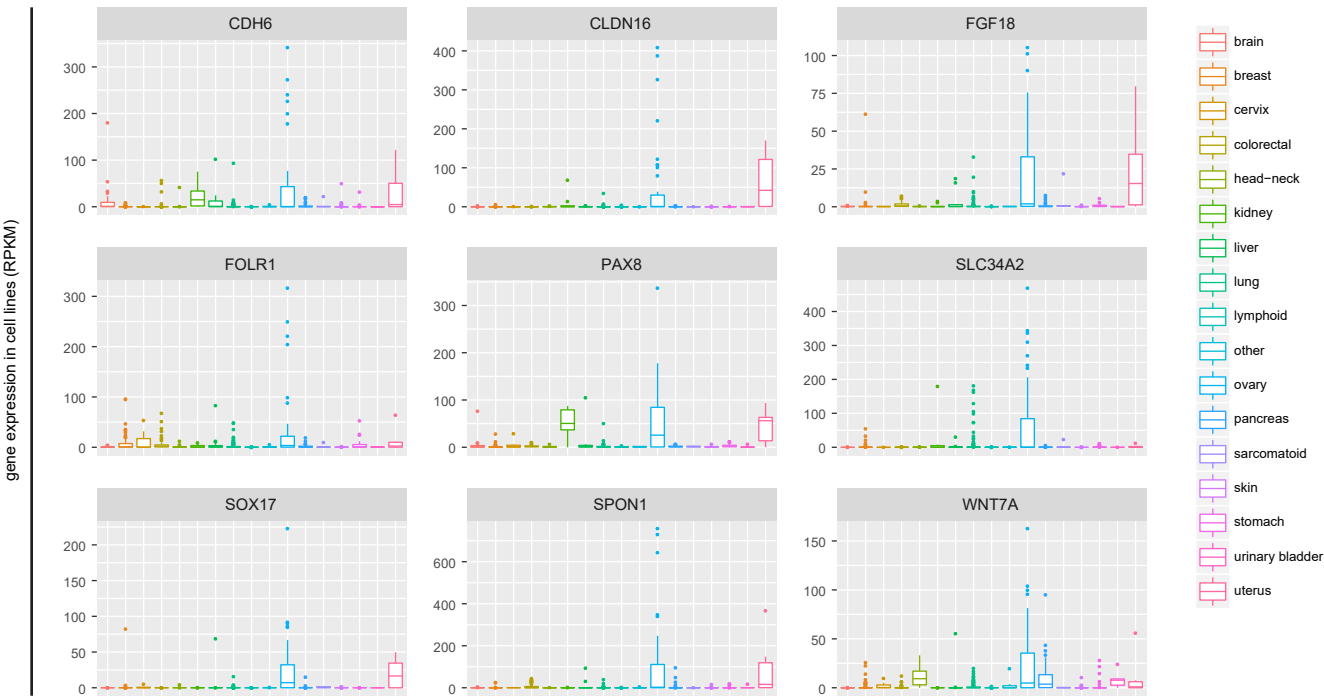 CDH6 CLDN16 FGF18
300
200
100
0
400
300
200
100
0
100
75
50
25
0
FOLR1 PAX8 SLC34A2
300
200
100
0
300
200
100
0
400
300
200
100
0
SOX17 SPON1 WNT7A
200
150
100
50
0
600
400
200
0
150
100
50
0
gene expression in cell lines (RPKM)
brain
breast
cervix
colorectal
head−neck
kidney
liver
lung
lymphoid
other
ovary
pancreas
sarcomatoid
skin
stomach
urinary bladder
uterus